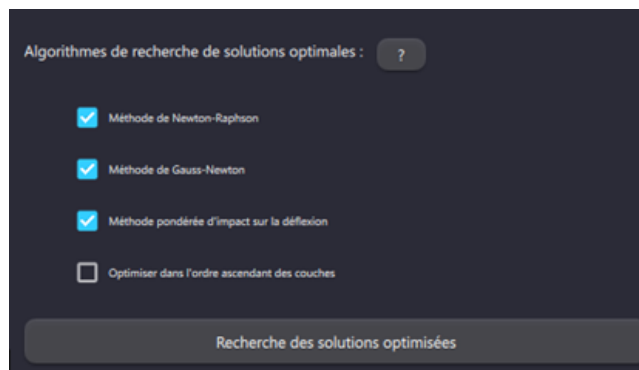 Algorithmes de recherche de solutions optimales : ?
Méthode de Newton-Raphson
Méthode de Gauss-Newton
Méthode pondérée d'impact sur la déflexion
Optimiser dans l'ordre ascendant des couches
Recherche des solutions optimisées